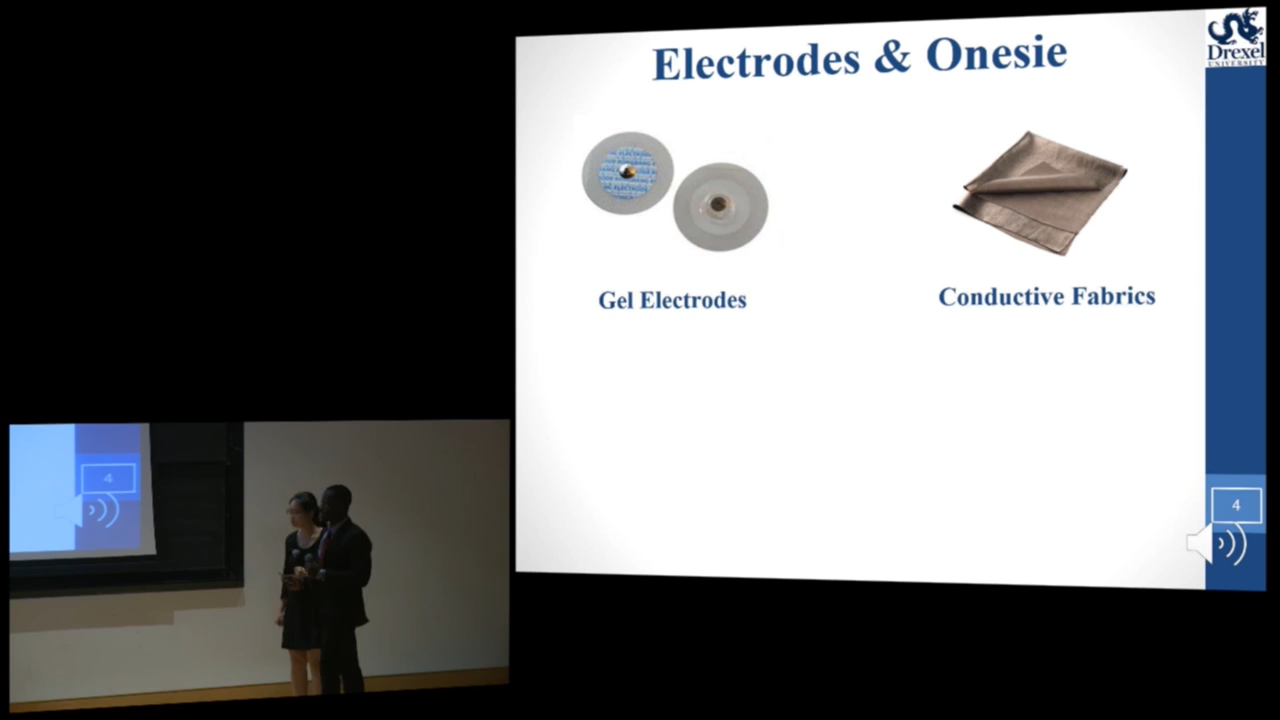 Electrodes & Onesie
Drexel
UNIVERSITY
Gel Electrodes
Conductive Fabrics
4
4